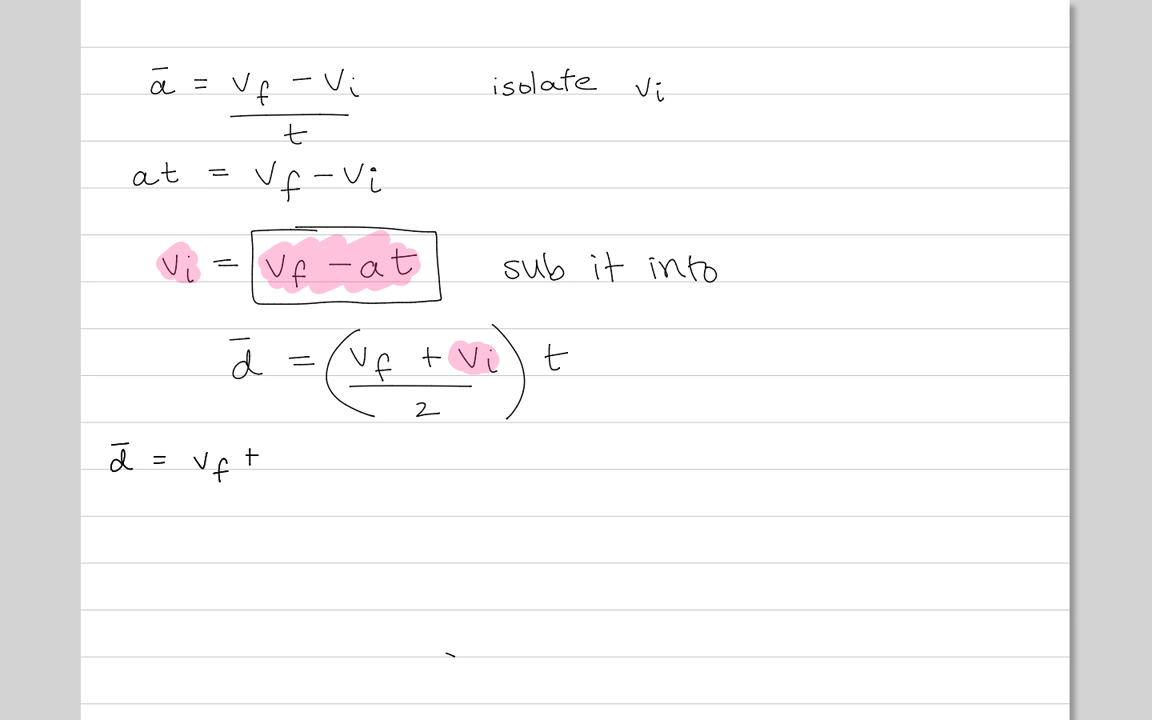 ā = vf - vi isolate vi
t
at = vf - vi
vi = vf - at sub it into
d̄ = (vf + vi) t
2
d̄ = vf +